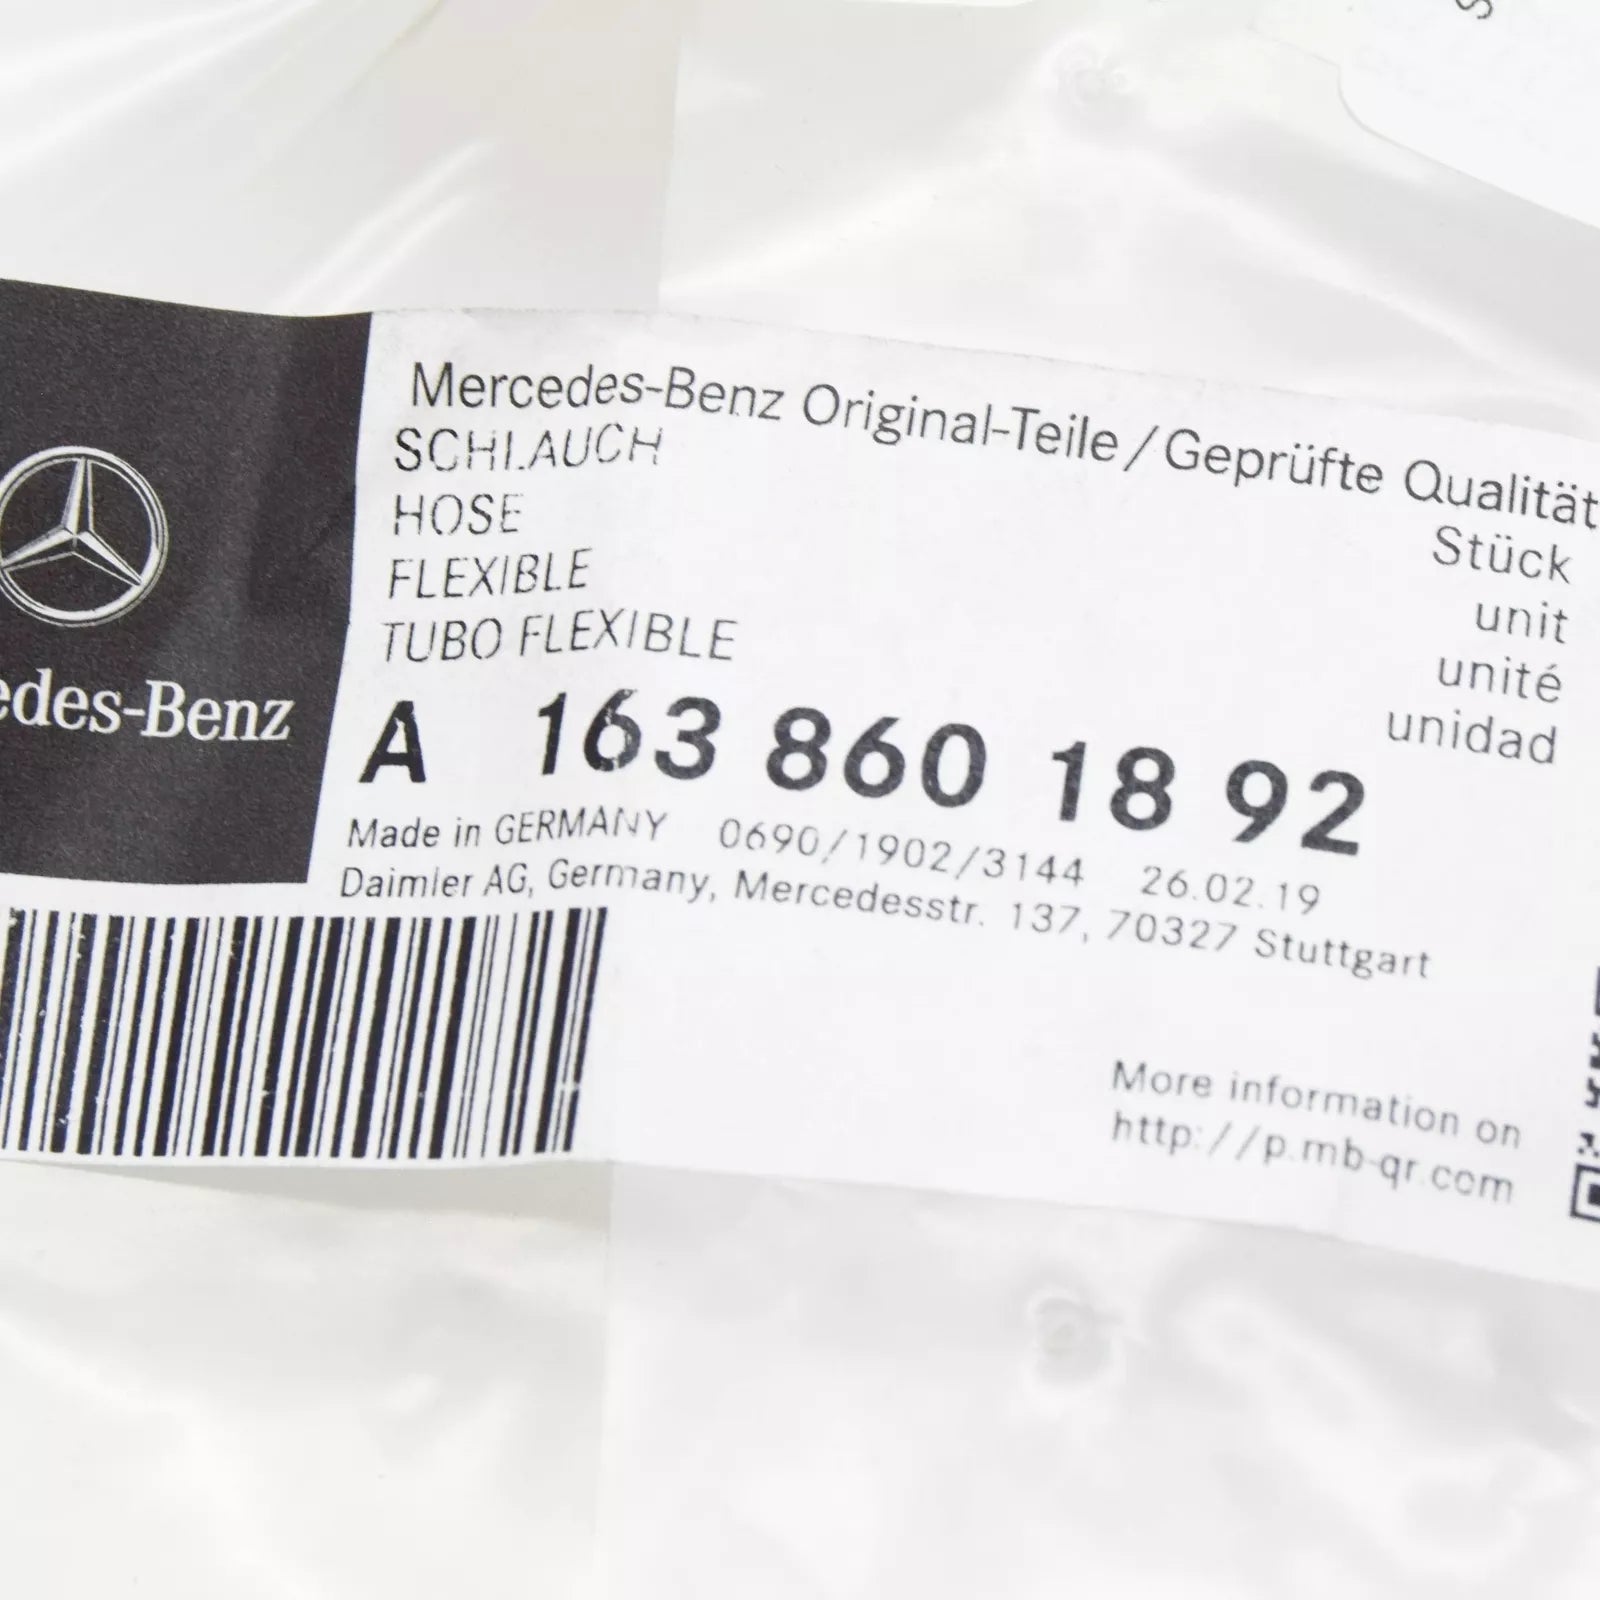 Mercedes-Benz Original-Teile/Geprüfte Qualität
SCHLAUCH
HOSE
FLEXIBLE
TUBO FLEXIBLE
Stück
unit
unité
unidad
edes-Benz
A 163 860 18 92
Made in GERMANY 0690/1902/3144 26.02.19
Daimler AG, Germany, Mercedesstr. 137, 70327 Stuttgart
More information on
http://p.mb-qr.com